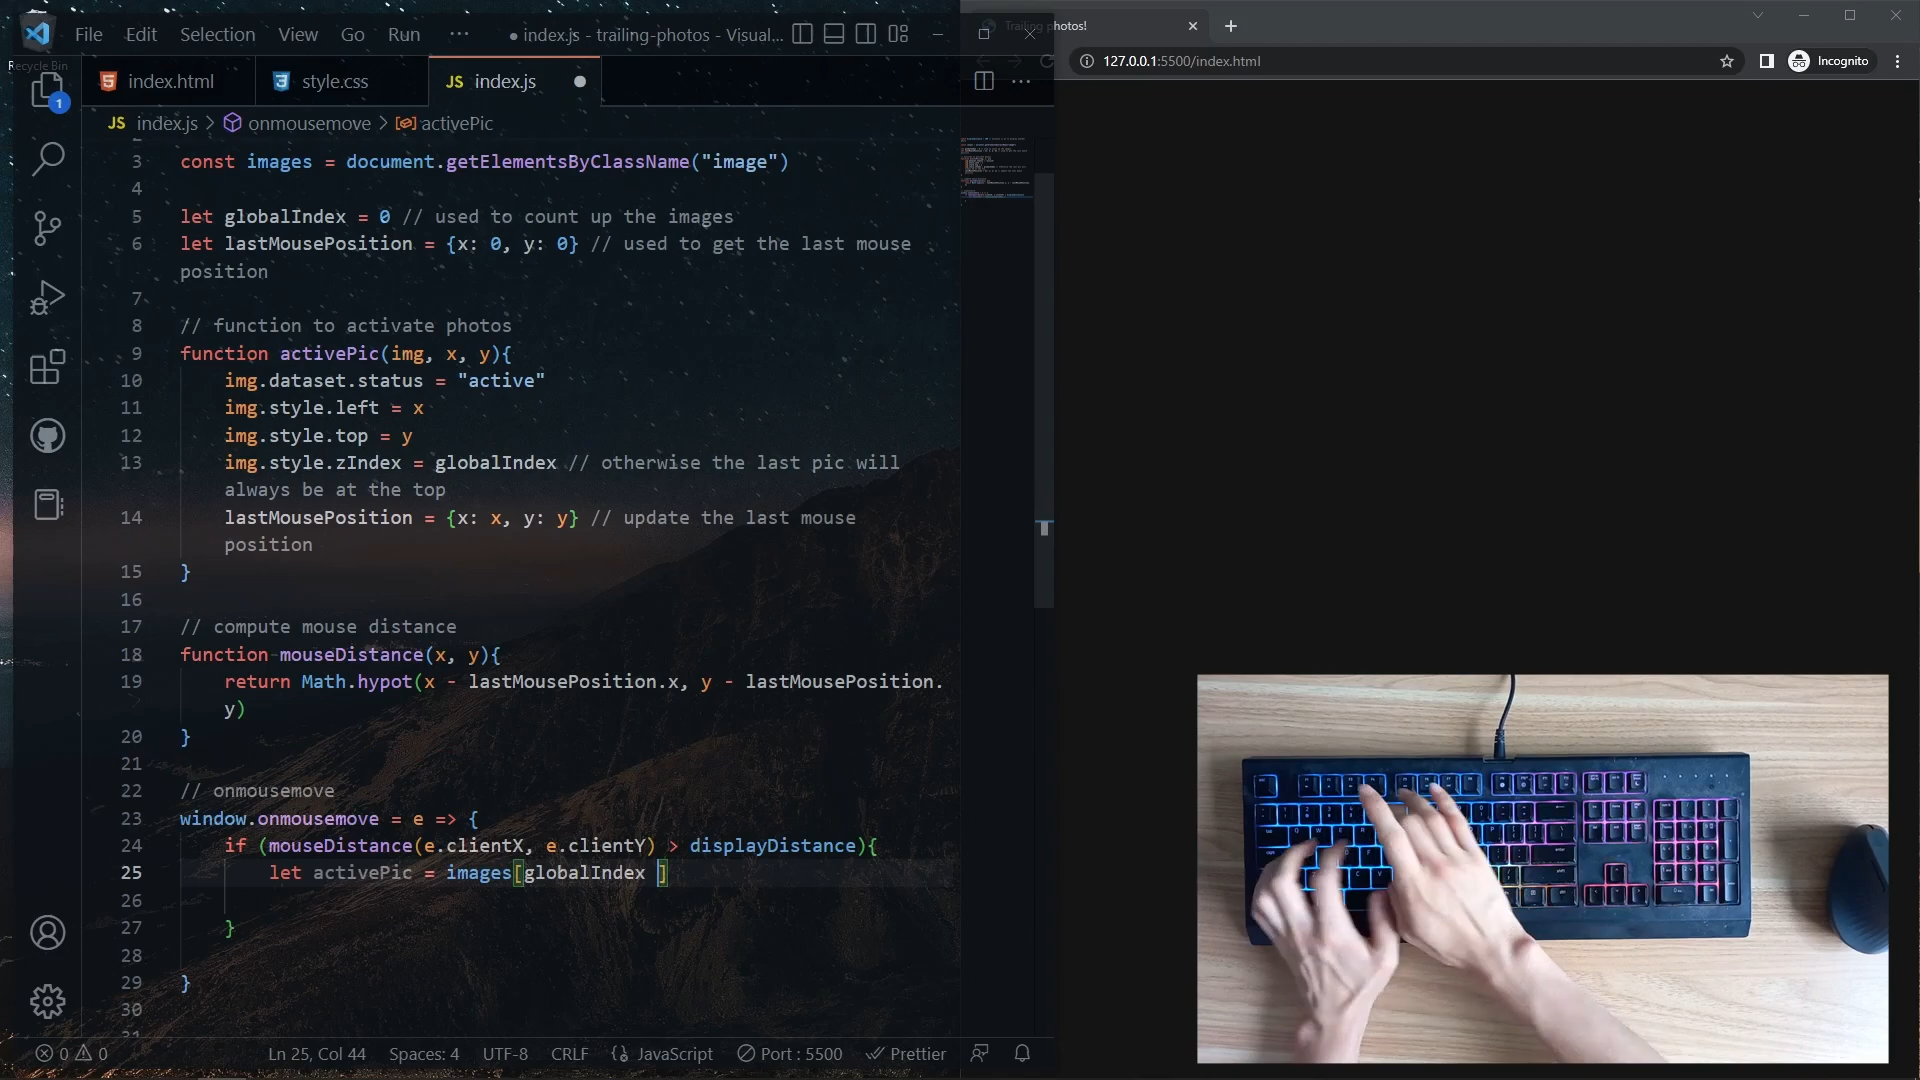 File Edit Selection View Go Run ··· ● index.js - trailing-photos - Visual...
Recycle Bin
1
index.html
style.css
JS index.js ●
JS index.js > onmousemove > activePic
3 const images = document.getElementsByClassName("image")
4
5 let globalIndex = 0 // used to count up the images
6 let lastMousePosition = {x: 0, y: 0} // used to get the last mouse
position
7
8 // function to activate photos
9 function activePic(img, x, y){
10 img.dataset.status = "active"
11 img.style.left = x
12 img.style.top = y
13 img.style.zIndex = globalIndex // otherwise the last pic will
always be at the top
14 lastMousePosition = {x: x, y: y} // update the last mouse
position
15 }
16
17 // compute mouse distance
18 function mouseDistance(x, y){
19 return Math.hypot(x - lastMousePosition.x, y - lastMousePosition.
y)
20 }
21
22 // onmousemove
23 window.onmousemove = e => {
24 if (mouseDistance(e.clientX, e.clientY) > displayDistance){
25 let activePic = images[globalIndex ]
26
27 }
28
29 }
30
0 0 Ln 25, Col 44 Spaces: 4 UTF-8 CRLF JavaScript Port : 5500 Prettier
Trailing photos!
127.0.0.1:5500/index.html
Incognito